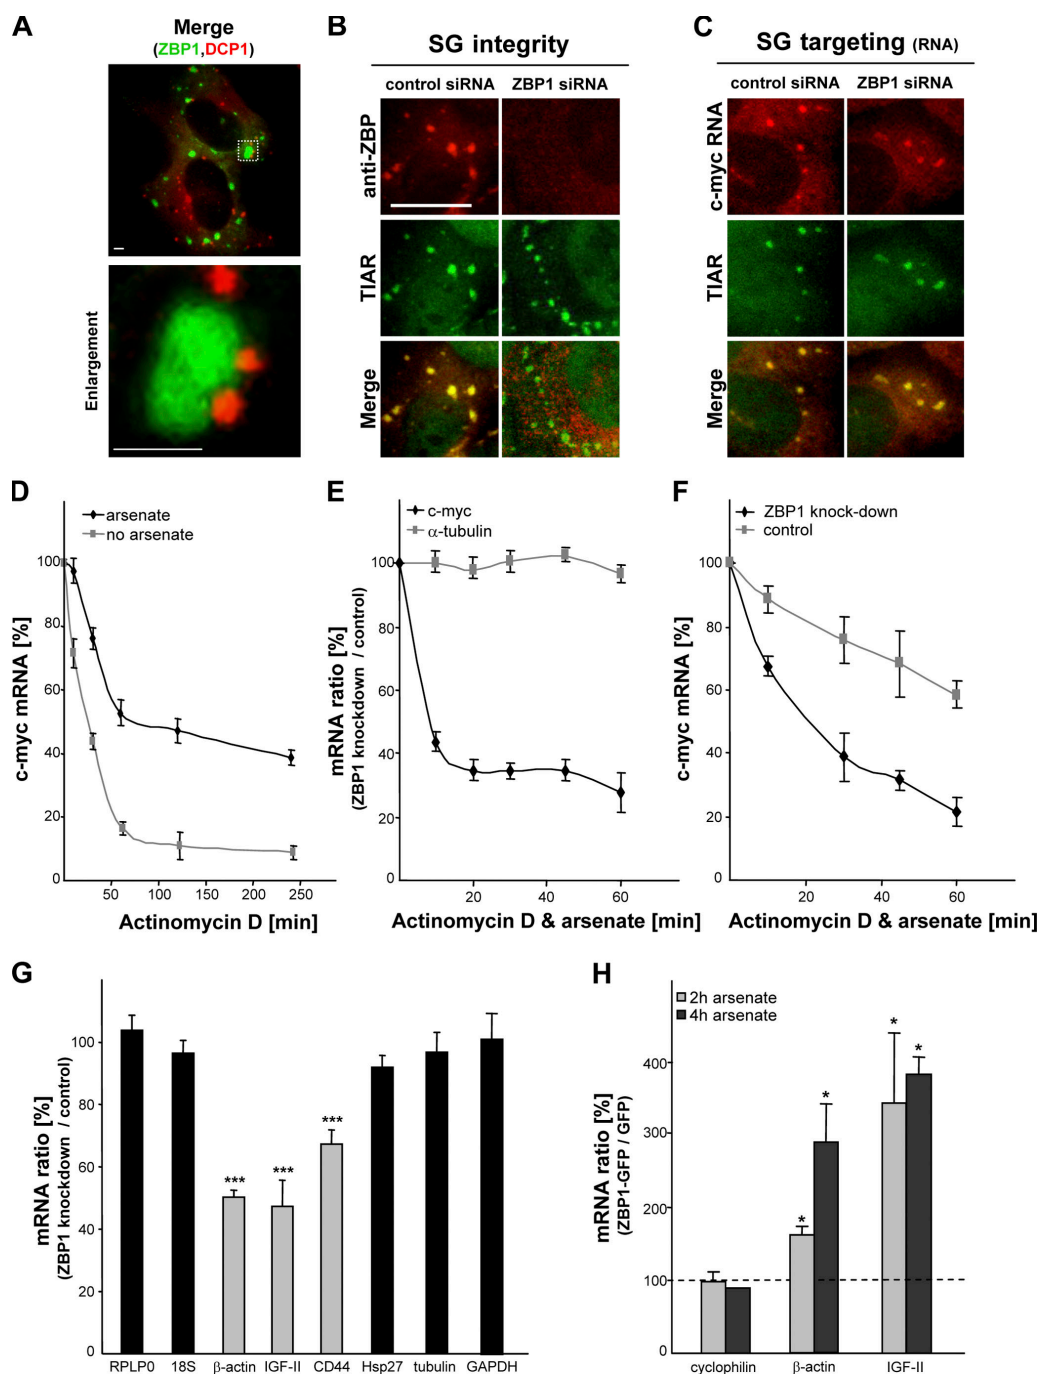 A
Merge
(ZBP1,DCP1)
Enlargement
B
SG integrity
control siRNA
ZBP1 siRNA
anti-ZBP
TIAR
Merge
C
SG targeting (RNA)
control siRNA
ZBP1 siRNA
c-myc RNA
TIAR
Merge
D
arsenate
no arsenate
c-myc mRNA [%]
100
80
60
40
20
0
50
100
150
200
250
Actinomycin D [min]
E
c-myc
α-tubulin
mRNA ratio [%]
(ZBP1 knockdown / control)
100
80
60
40
20
0
20
40
60
Actinomycin D & arsenate [min]
F
ZBP1 knock-down
control
c-myc mRNA [%]
100
80
60
40
20
0
20
40
60
Actinomycin D & arsenate [min]
G
mRNA ratio [%]
(ZBP1 knockdown / control)
100
80
60
40
20
0
***
***
***
RPLP0
18S
β-actin
IGF-II
CD44
Hsp27
tubulin
GAPDH
H
2h arsenate
4h arsenate
mRNA ratio [%]
(ZBP1-GFP / GFP)
400
300
200
100
0
*
*
*
*
cyclophilin
β-actin
IGF-II